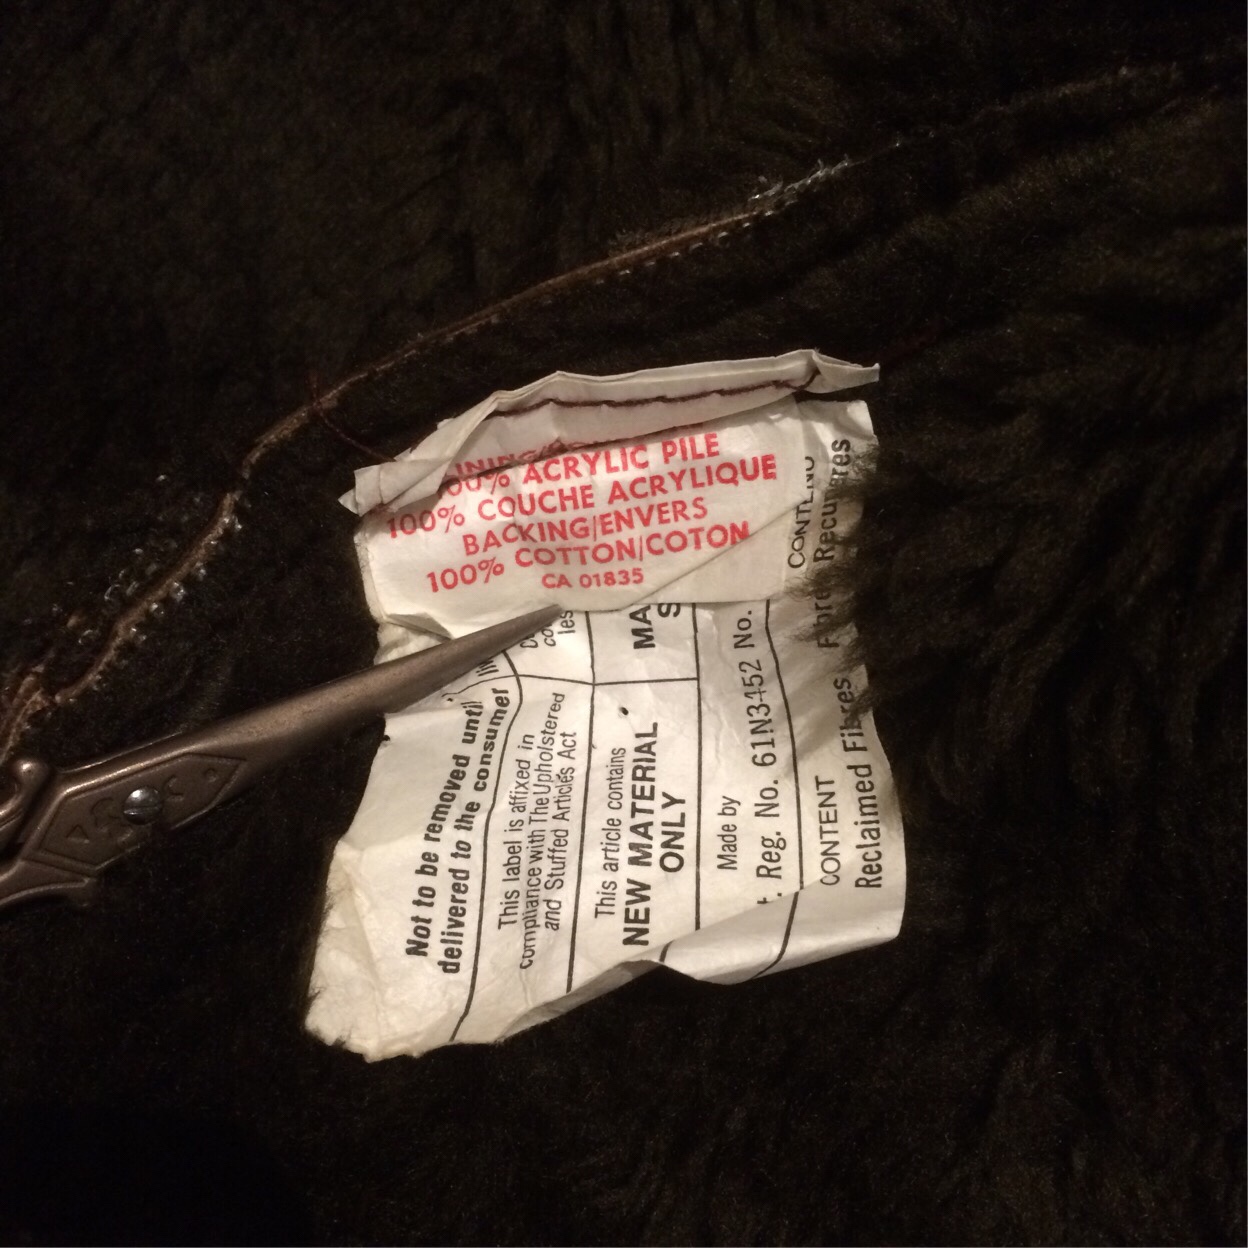 100% ACRYLIC PILE
100% COUCHE ACRYLIQUE
BACKING/ENVERS
100% COTTON/COTON
CA 01835
Not to be removed until
delivered to the consumer
This label is affixed in
compliance with The Upholstered
and Stuffed Articles Act
This article contains
NEW MATERIAL
ONLY
Made by
Reg. No. 61N3452 No.
CONTENT CONTENU
Reclaimed Fibres Fibres Recuperes